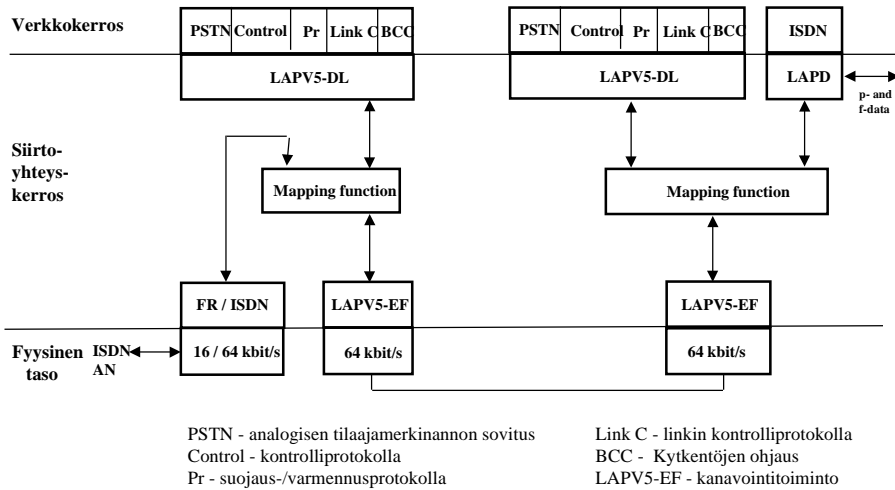 Verkkokerros
PSTN Control Pr Link C BCC
PSTN Control Pr Link C BCC
ISDN
LAPV5-DL
LAPV5-DL
LAPD
p- and
f-data
Siirto-
yhteys-
kerros
Mapping function
Mapping function
FR / ISDN
LAPV5-EF
LAPV5-EF
Fyysinen
taso
ISDN
AN
16 / 64 kbit/s
64 kbit/s
64 kbit/s
PSTN - analogisen tilaajamerkinannon sovitus
Control - kontrolliprotokolla
Pr - suojaus-/varmennusprotokolla
Link C - linkin kontrolliprotokolla
BCC - Kytkentöjen ohjaus
LAPV5-EF - kanavointitoiminto